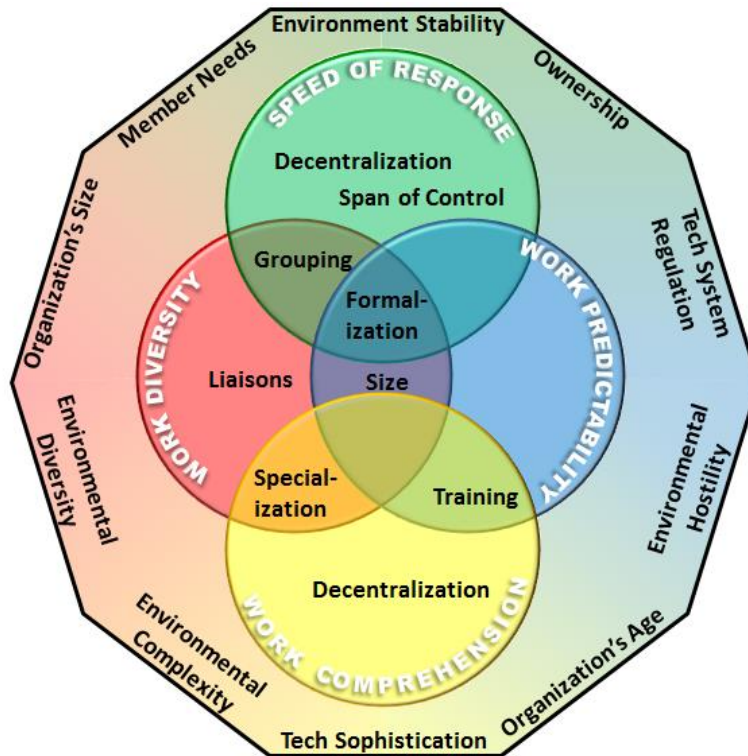 Environment Stability
Member Needs
Ownership
SPEED OF RESPONSE
Decentralization
Span of Control
Organization's Size
Tech System
Regulation
Grouping
WORK DIVERSITY
WORK PREDICTABILITY
Formal-
ization
Liaisons
Size
Environmental
Diversity
Environmental
Hostility
Special-
ization
Training
Decentralization
WORK COMPREHENSION
Environmental
Complexity
Organization's Age
Tech Sophistication